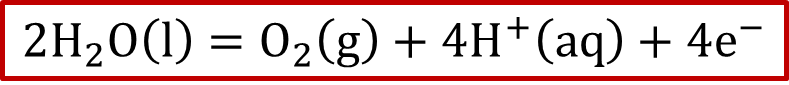 2H₂O(l) = O₂(g) + 4H⁺(aq) + 4e⁻